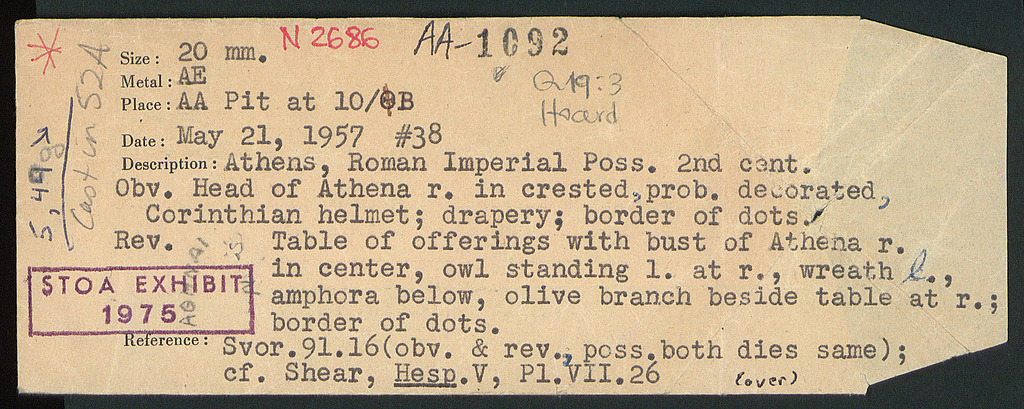 N 2686 AA-1092
Size: 20 mm.
Metal: AE
Q19:3
Place: AA Pit at 10/ΘB
Hoard
Date: May 21, 1957 #38
Description: Athens, Roman Imperial Poss. 2nd cent.
Obv. Head of Athena r. in crested, prob. decorated,
Corinthian helmet; drapery; border of dots.
Rev. Table of offerings with bust of Athena r.
in center, owl standing l. at r., wreath l.,
amphora below, olive branch beside table at r.;
border of dots.
Reference: Svor.91.16(obv. & rev., poss.both dies same);
cf. Shear, Hesp.V, Pl.VII.26 (over)
5,49g
Cast in S2A
STOA EXHIBIT
1975